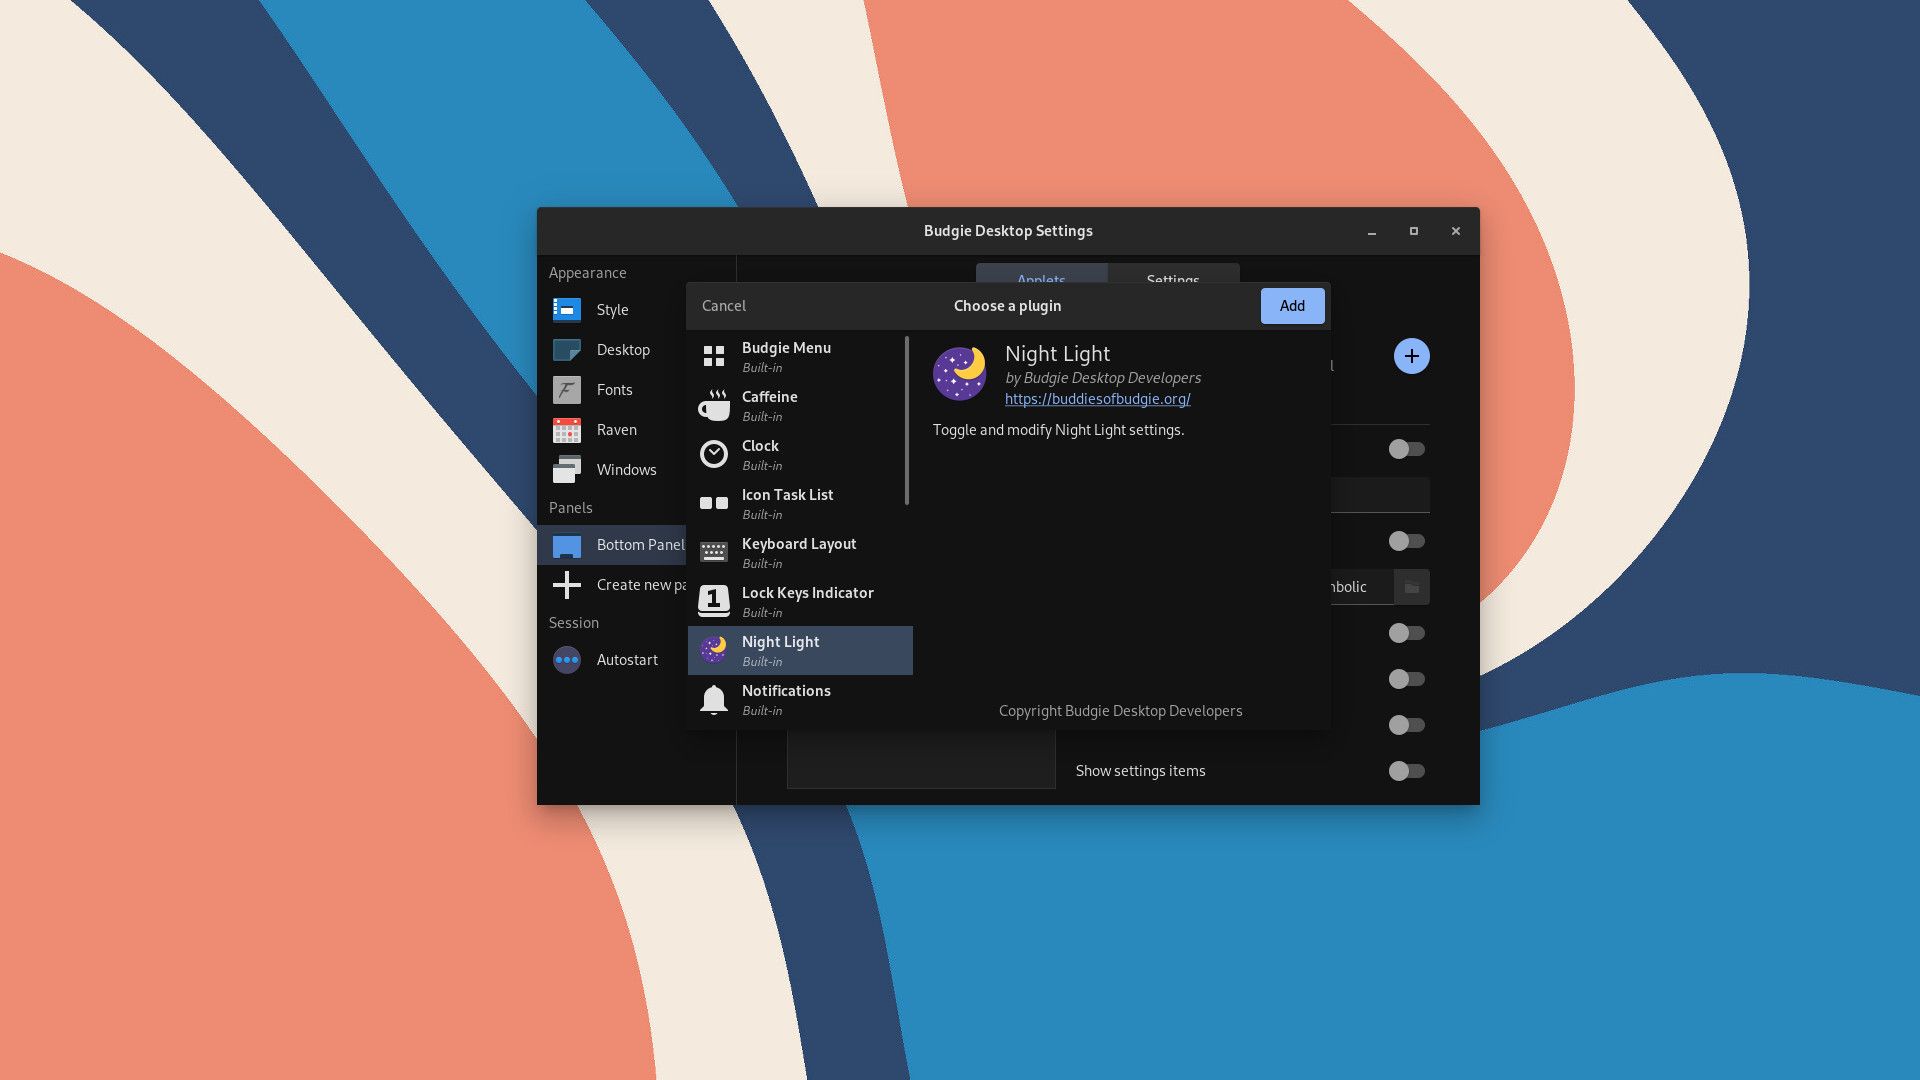 Budgie Desktop Settings
Appearance
Style
Desktop
Fonts
Raven
Windows
Panels
Bottom Panel
Create new pa
Session
Autostart
Applets
Settings
Cancel
Choose a plugin
Add
Budgie Menu
Built-in
Caffeine
Built-in
Clock
Built-in
Icon Task List
Built-in
Keyboard Layout
Built-in
1
Lock Keys Indicator
Built-in
Night Light
Built-in
Notifications
Built-in
Night Light
by Budgie Desktop Developers
https://buddiesofbudgie.org/
Toggle and modify Night Light settings.
Copyright Budgie Desktop Developers
Show settings items